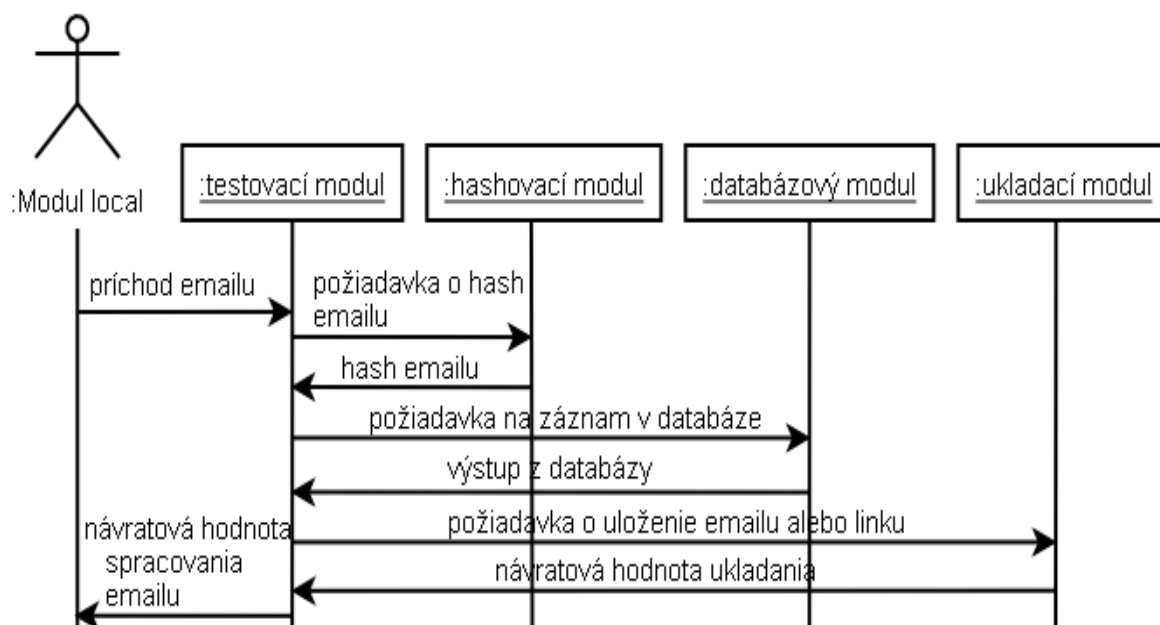 :Modul local
:testovací modul
:hashovací modul
:databázový modul
:ukladací modul
príchod emailu
požiadavka o hash
emailu
hash emailu
požiadavka na záznam v databáze
výstup z databázy
požiadavka o uloženie emailu alebo linku
návratová hodnota ukladania
návratová hodnota
spracovania
emailu